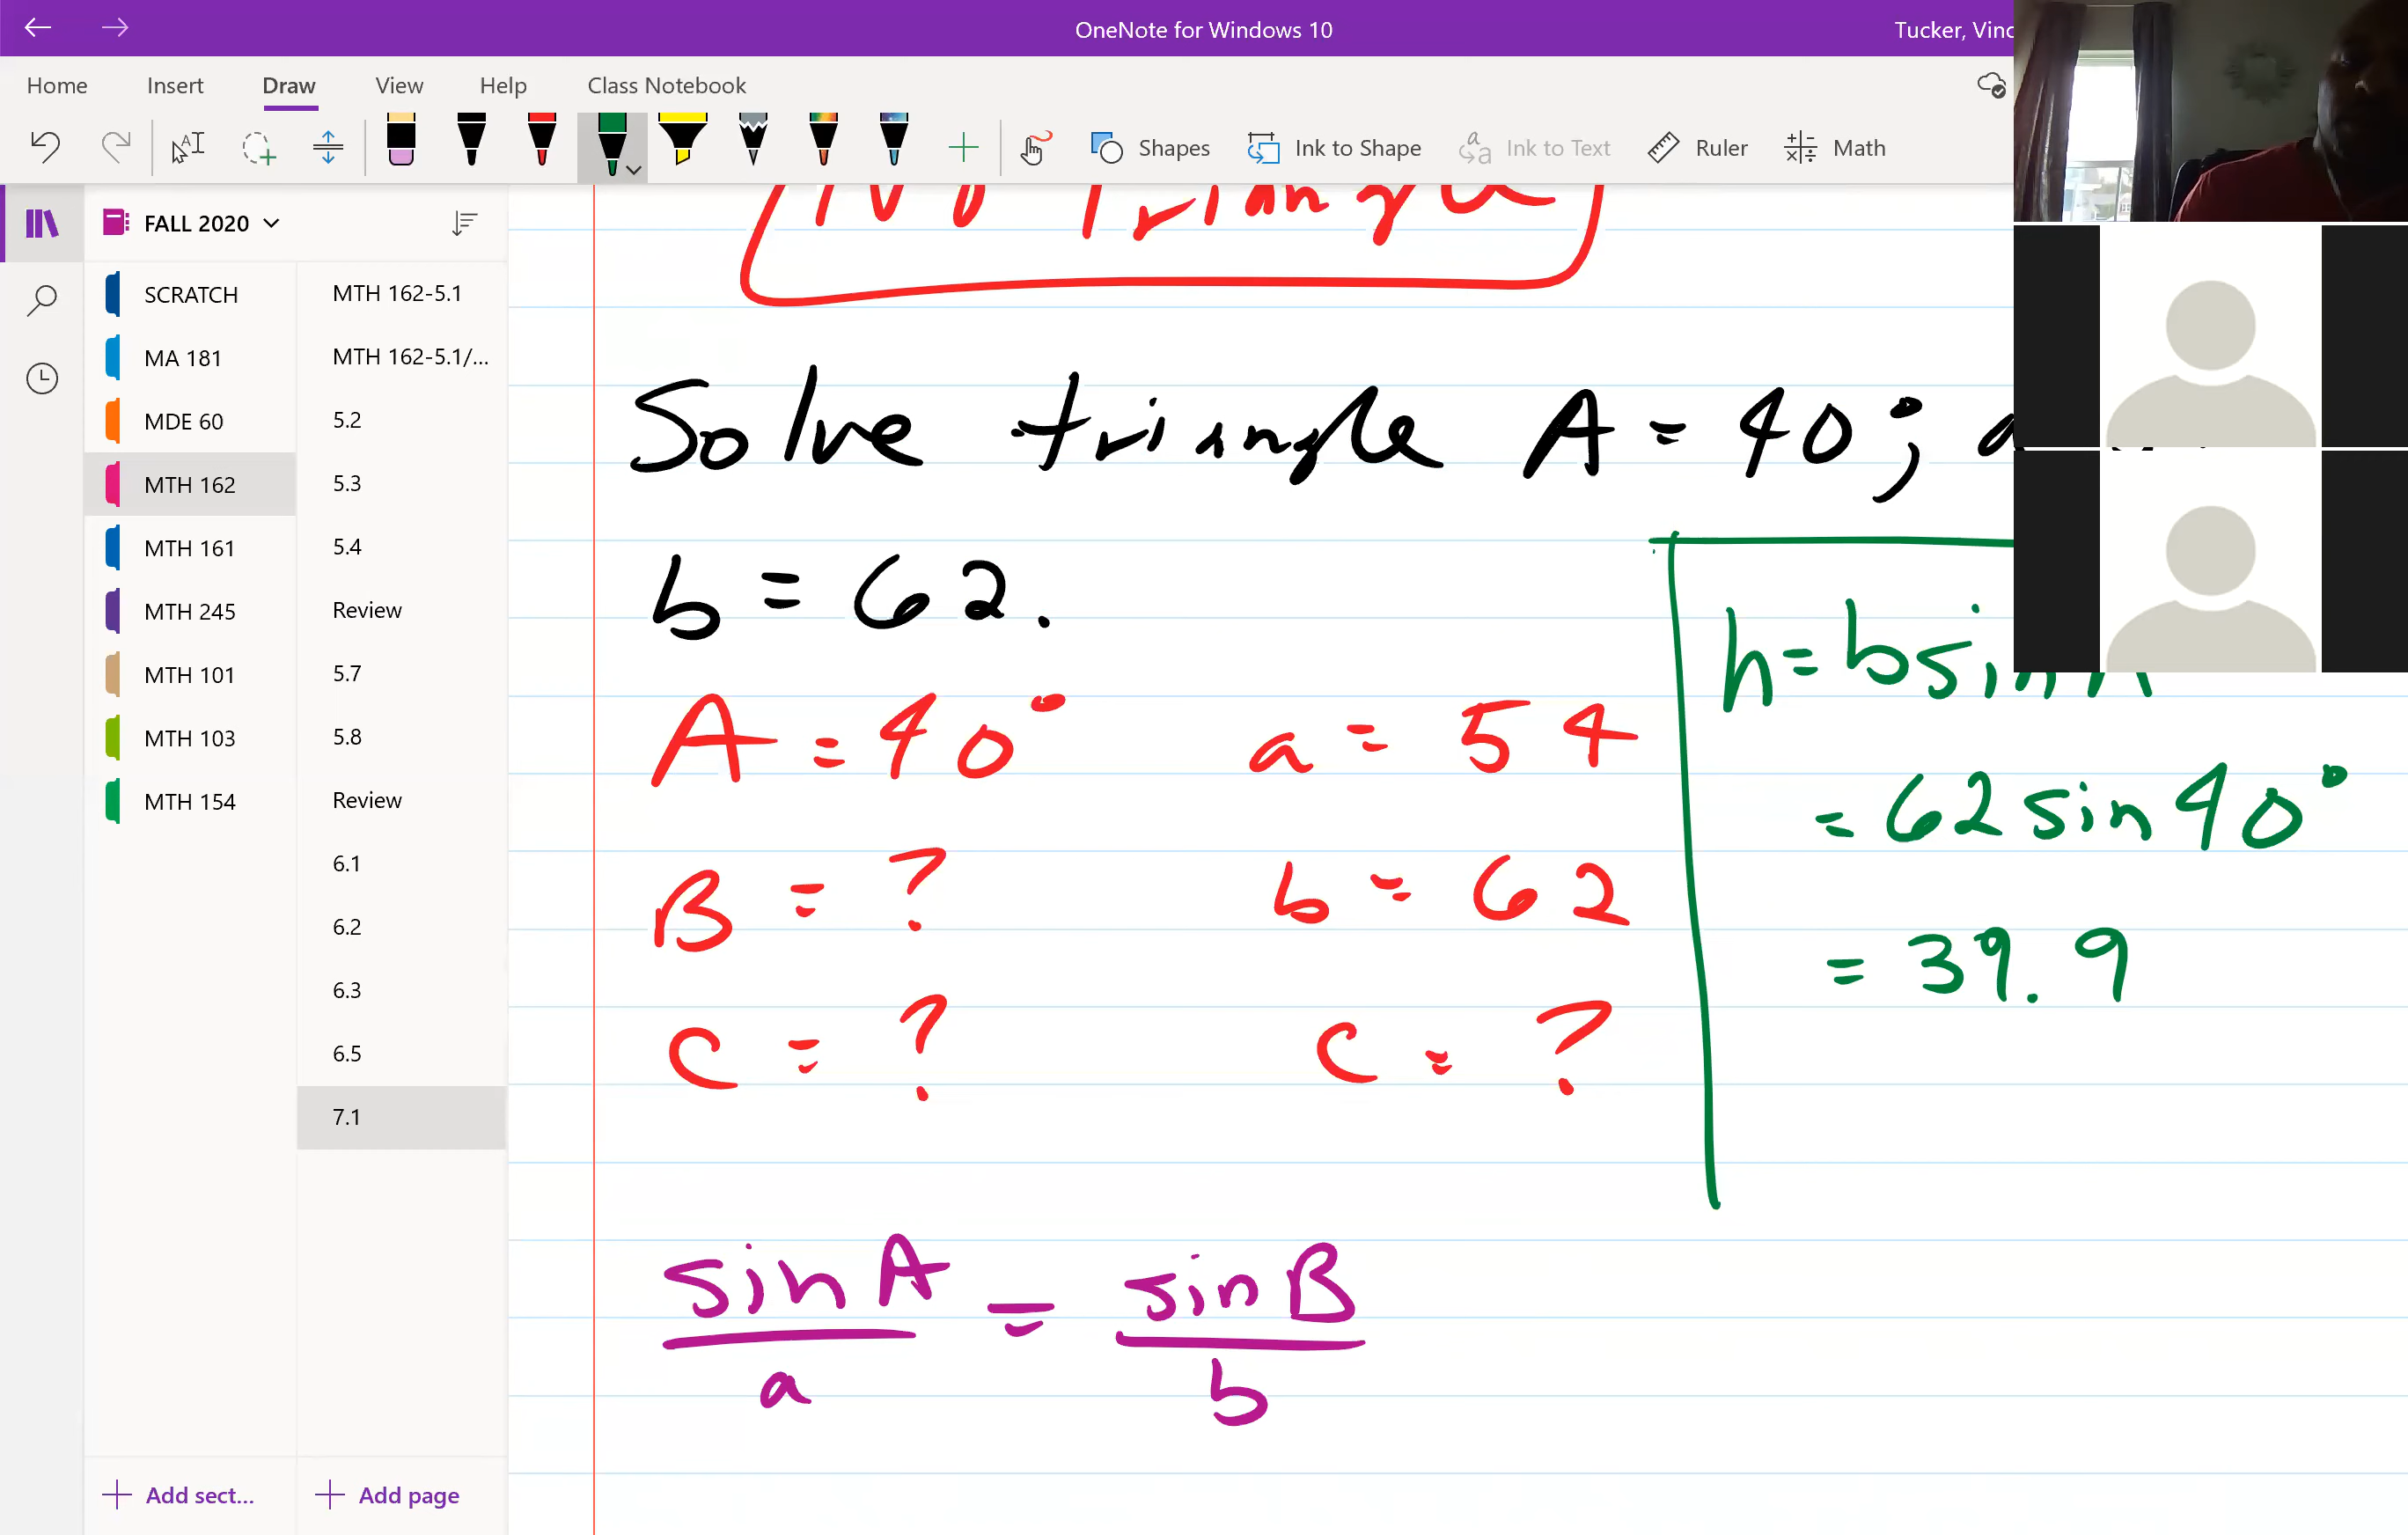 OneNote for Windows 10
Tucker, Vinc
Home Insert Draw View Help Class Notebook
Shapes Ink to Shape Ink to Text Ruler Math
FALL 2020
SCRATCH
MA 181
MDE 60
MTH 162
MTH 161
MTH 245
MTH 101
MTH 103
MTH 154
Add sect...
MTH 162-5.1
MTH 162-5.1/...
5.2
5.3
5.4
Review
5.7
5.8
Review
6.1
6.2
6.3
6.5
7.1
Add page
No Triangle
Solve triangle A = 40°; a
b = 62.
A = 40° a = 54
B = ? b = 62
C = ? c = ?
h = b sin A
= 62 sin 40°
= 39.9
sin A / a = sin B / b